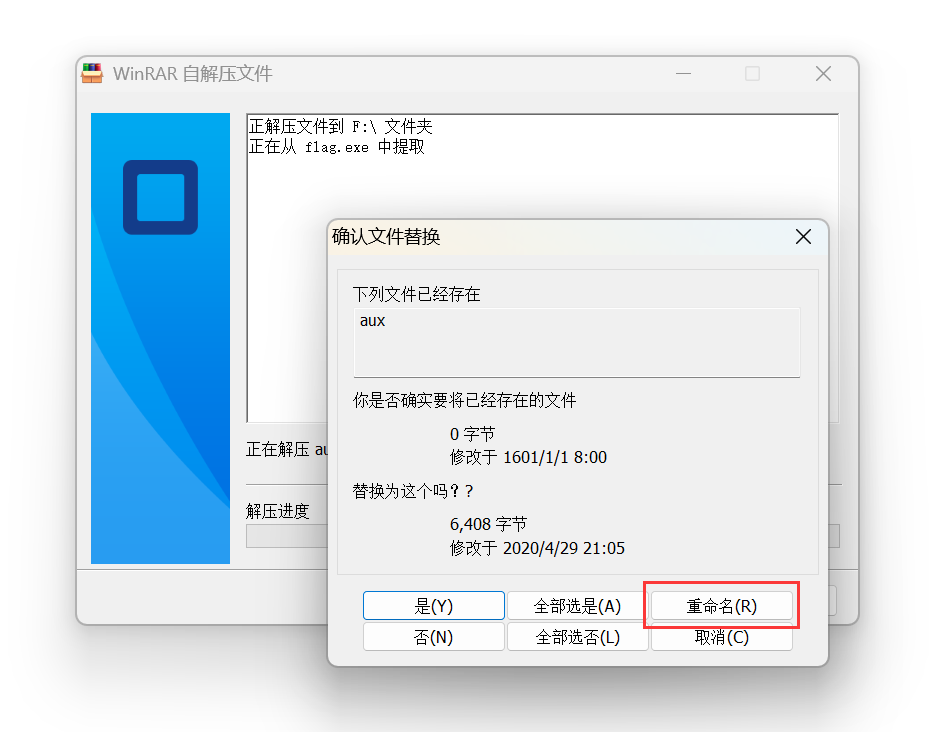 WinRAR 自解压文件
正解压文件到 F:\ 文件夹
正在从 flag.exe 中提取
确认文件替换
下列文件已经存在
aux
你是否确实要将已经存在的文件
0 字节
修改于 1601/1/1 8:00
替换为这个吗？?
6,408 字节
修改于 2020/4/29 21:05
正在解压 au
解压进度
是(Y) 全部选是(A) 重命名(R)
否(N) 全部选否(L) 取消(C)